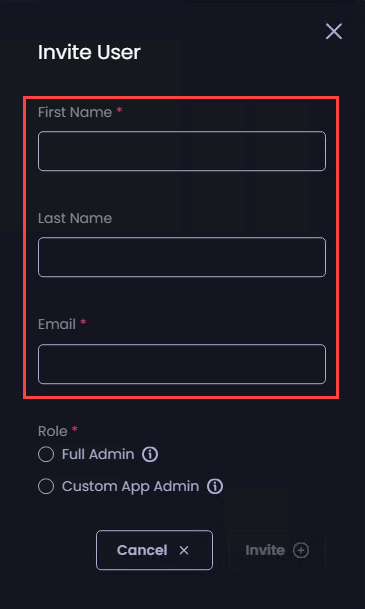 Invite User
First Name *
Last Name
Email *
Role *
Full Admin
Custom App Admin
Cancel
Invite